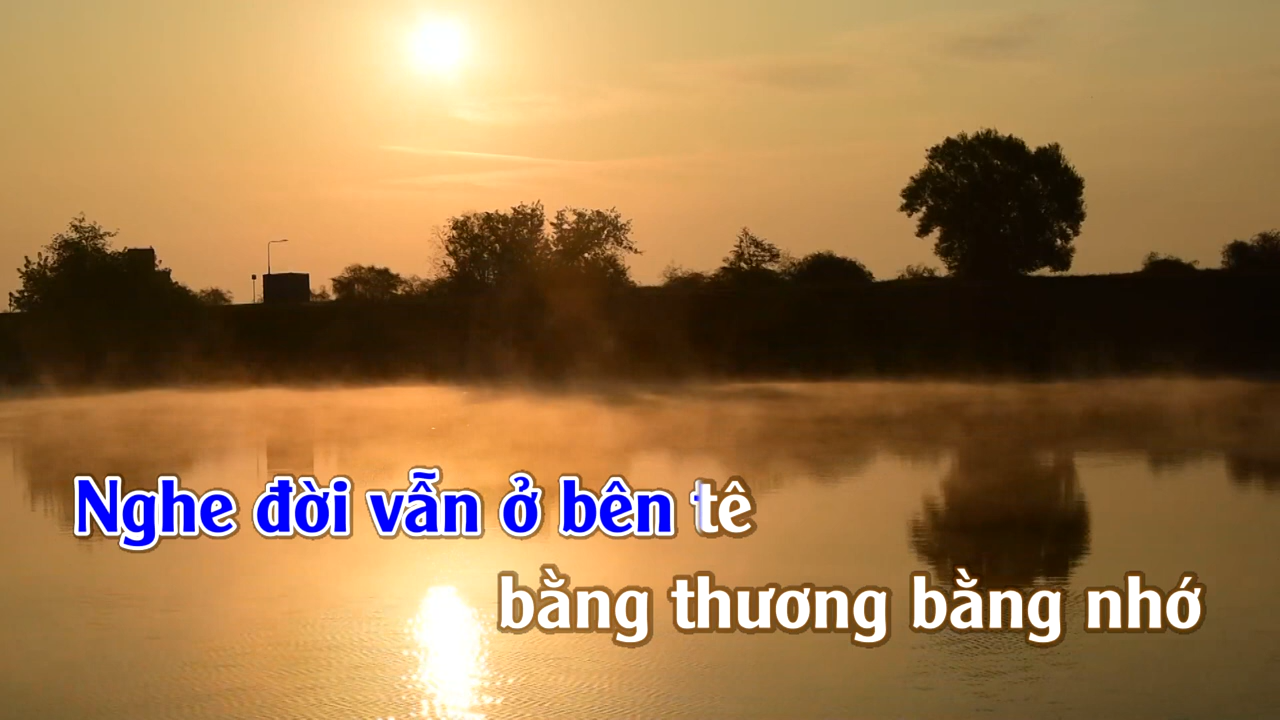 Nghe đời vẫn ở bên tê
bằng thương bằng nhớ